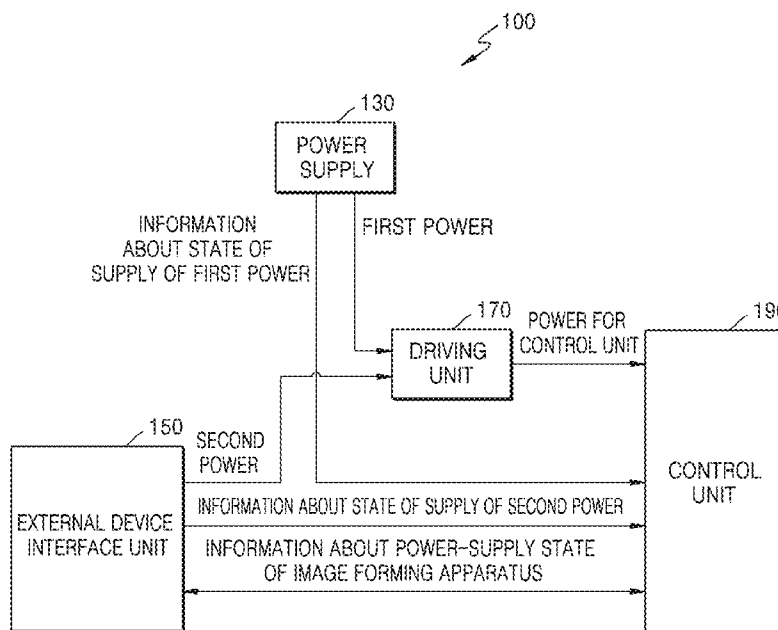 100
130
POWER
SUPPLY
INFORMATION
ABOUT STATE OF
SUPPLY OF FIRST POWER
FIRST POWER
170
DRIVING
UNIT
POWER FOR
CONTROL UNIT
190
CONTROL
UNIT
150
EXTERNAL DEVICE
INTERFACE UNIT
SECOND
POWER
INFORMATION ABOUT STATE OF SUPPLY OF SECOND POWER
INFORMATION ABOUT POWER-SUPPLY STATE
OF IMAGE FORMING APPARATUS